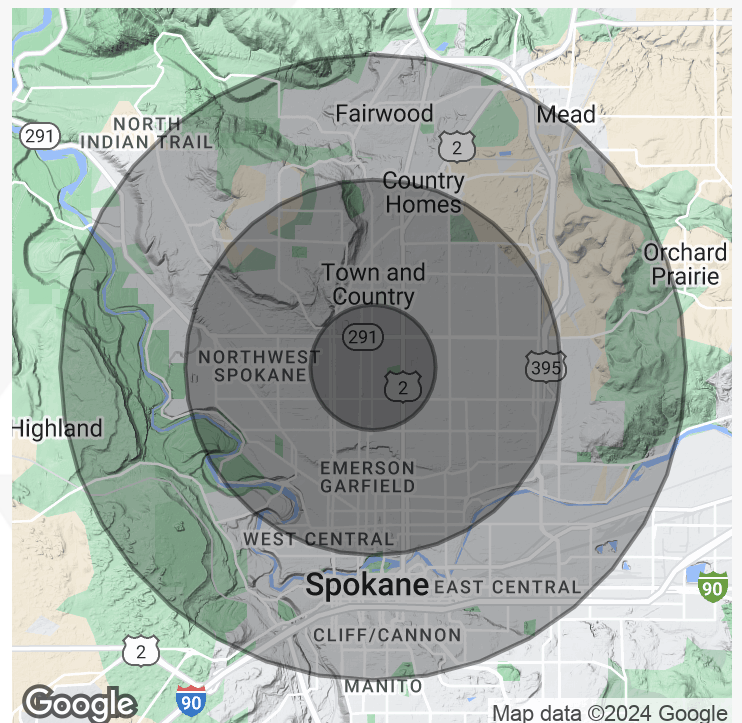 Fairwood
Mead
NORTH
INDIAN TRAIL
291
2
Country
Homes
Orchard
Prairie
Town and
Country
291
NORTHWEST
SPOKANE
395
2
Highland
EMERSON
GARFIELD
WEST CENTRAL
Spokane
EAST CENTRAL
90
CLIFF/CANNON
2
MANITO
90
Google
Map data ©2024 Google